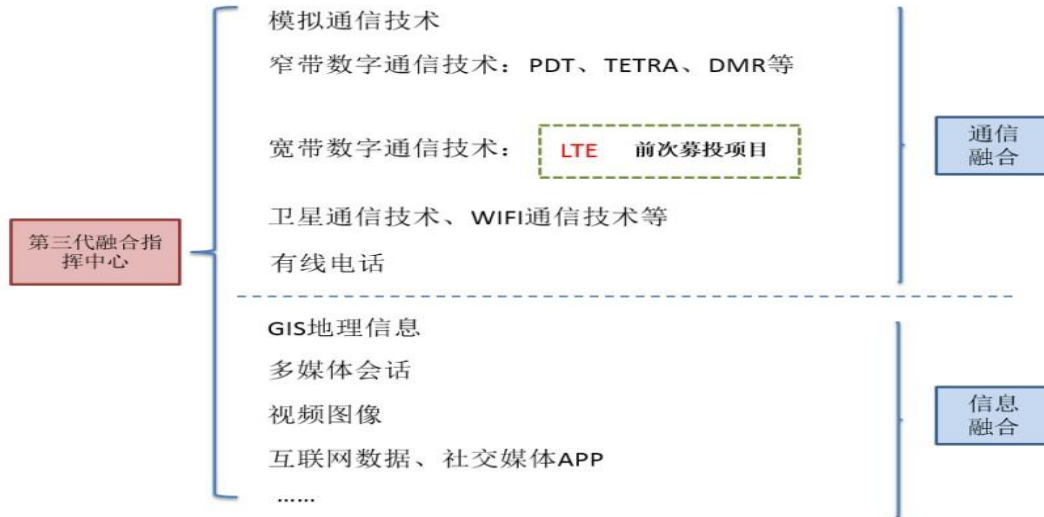 模拟通信技术
窄带数字通信技术：PDT、TETRA、DMR等
宽带数字通信技术：
LTE 前次募投项目
卫星通信技术、WIFI通信技术等
有线电话
通信
融合
第三代融合指
挥中心
GIS地理信息
多媒体会话
视频图像
互联网数据、社交媒体APP
……
信息
融合